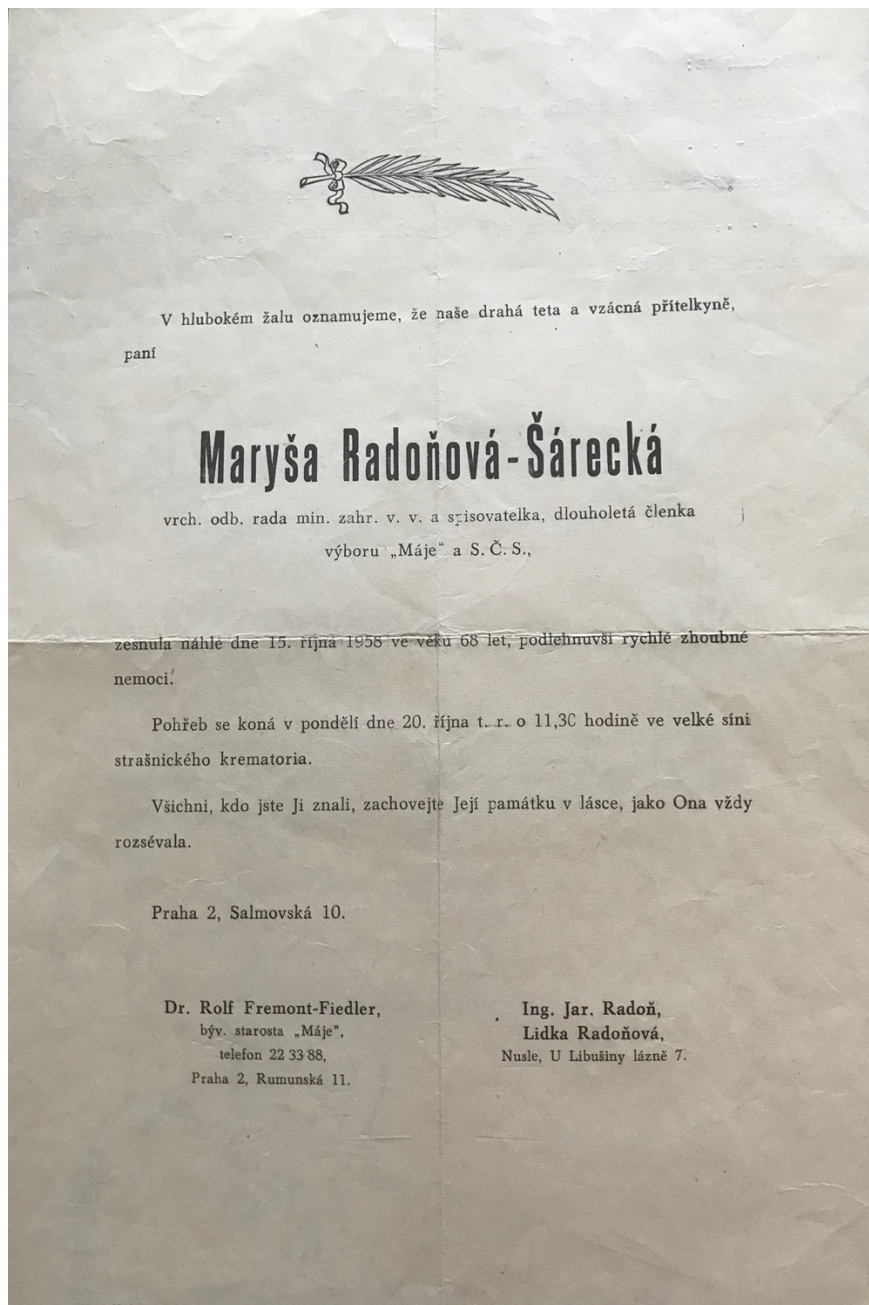 V hlubokém žalu oznamujeme, že naše drahá teta a vzácná přítelkyně,
paní
Maryša Radoňová-Šárecká
vrch. odb. rada min. zahr. v. v. a spisovatelka, dlouholetá členka
výboru „Máje“ a S. Č. S.,
zesnula náhle dne 15. října 1958 ve věku 68 let, podlehnuvši rychlé zhoubné
nemoci.
Pohřeb se koná v pondělí dne 20. října t. r. o 11,30 hodině ve velké síni
strašnického krematoria.
Všichni, kdo jste Ji znali, zachovejte Její památku v lásce, jako Ona vždy
rozsévala.
Praha 2, Salmovská 10.
Dr. Rolf Fremont-Fiedler,
býv. starosta „Máje“,
telefon 22 33 88,
Praha 2, Rumunská 11.
Ing. Jar. Radoň,
Lidka Radoňová,
Nusle, U Libušiny lázně 7.